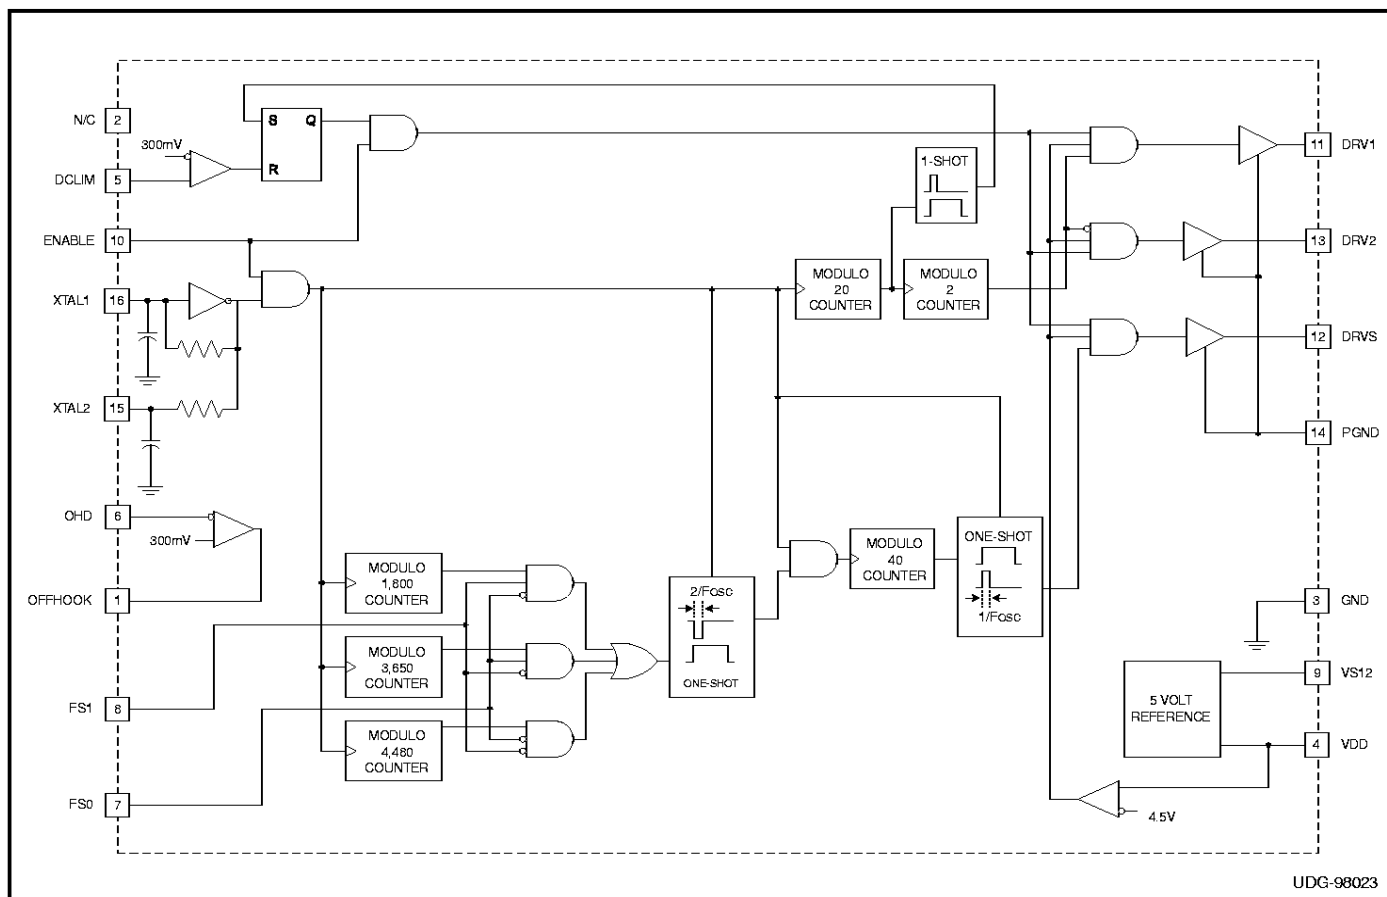 N/C 2
300mV
DCLIM 5
ENABLE 10
XTAL1 16
XTAL2 15
OHD 6
300mV
OFFHOOK 1
FS1 8
FS0 7
S Q
R
1-SHOT
MODULO
20
COUNTER
MODULO
2
COUNTER
MODULO
1,800
COUNTER
MODULO
3,650
COUNTER
MODULO
4,480
COUNTER
2/Fosc
ONE-SHOT
MODULO
40
COUNTER
ONE-SHOT
1/Fosc
11 DRV1
13 DRV2
12 DRVS
14 PGND
3 GND
9 VS12
5 VOLT
REFERENCE
4 VDD
4.5V
UDG-98023